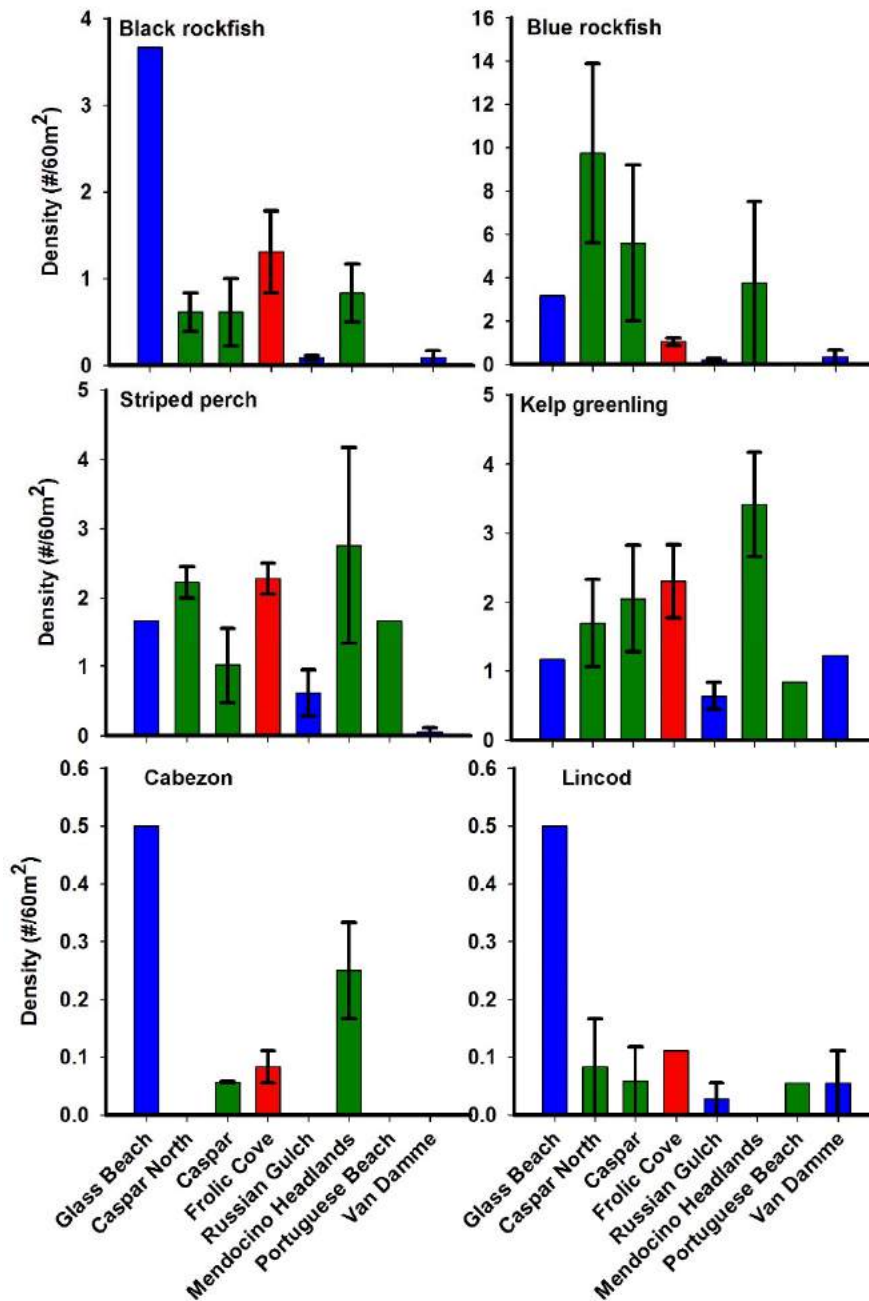 Black rockfish
Blue rockfish
Density (#/60m²)
4
3
2
1
0
16
14
12
10
8
6
4
2
0
Striped perch
Kelp greenling
Density (#/60m²)
5
4
3
2
1
0
5
4
3
2
1
0
Cabezon
Lincod
Density (#/60m²)
0.6
0.5
0.4
0.3
0.2
0.1
0.0
0.6
0.5
0.4
0.3
0.2
0.1
0.0
Glass Beach
Caspar North
Caspar
Frolic Cove
Russian Gulch
Mendocino Headlands
Portuguese Beach
Van Damme
Glass Beach
Caspar North
Caspar
Frolic Cove
Russian Gulch
Mendocino Headlands
Portuguese Beach
Van Damme